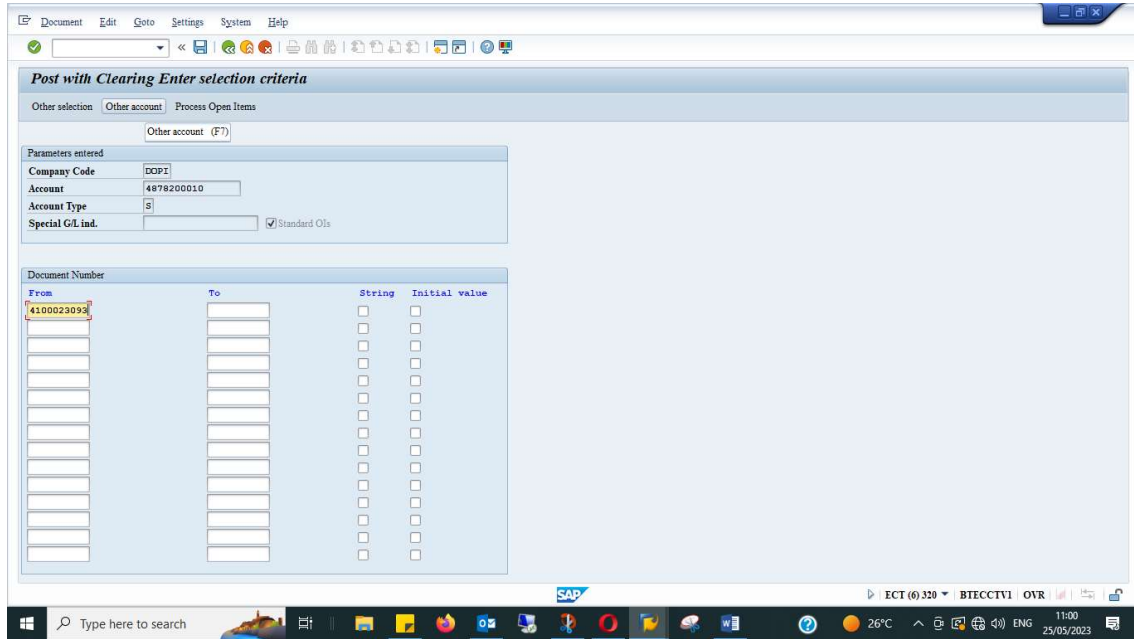 Document Edit Goto Settings System Help
Post with Clearing Enter selection criteria
Other selection Other account Process Open Items
Other account (F7)
Parameters entered
Company Code DOPI
Account 4878200010
Account Type S
Special G/L ind. Standard OIs
Document Number
From To String Initial value
4100023093
SAP
ECT (6) 320 BTECCTV1 OVR
Type here to search 26°C ENG 11:00
25/05/2023